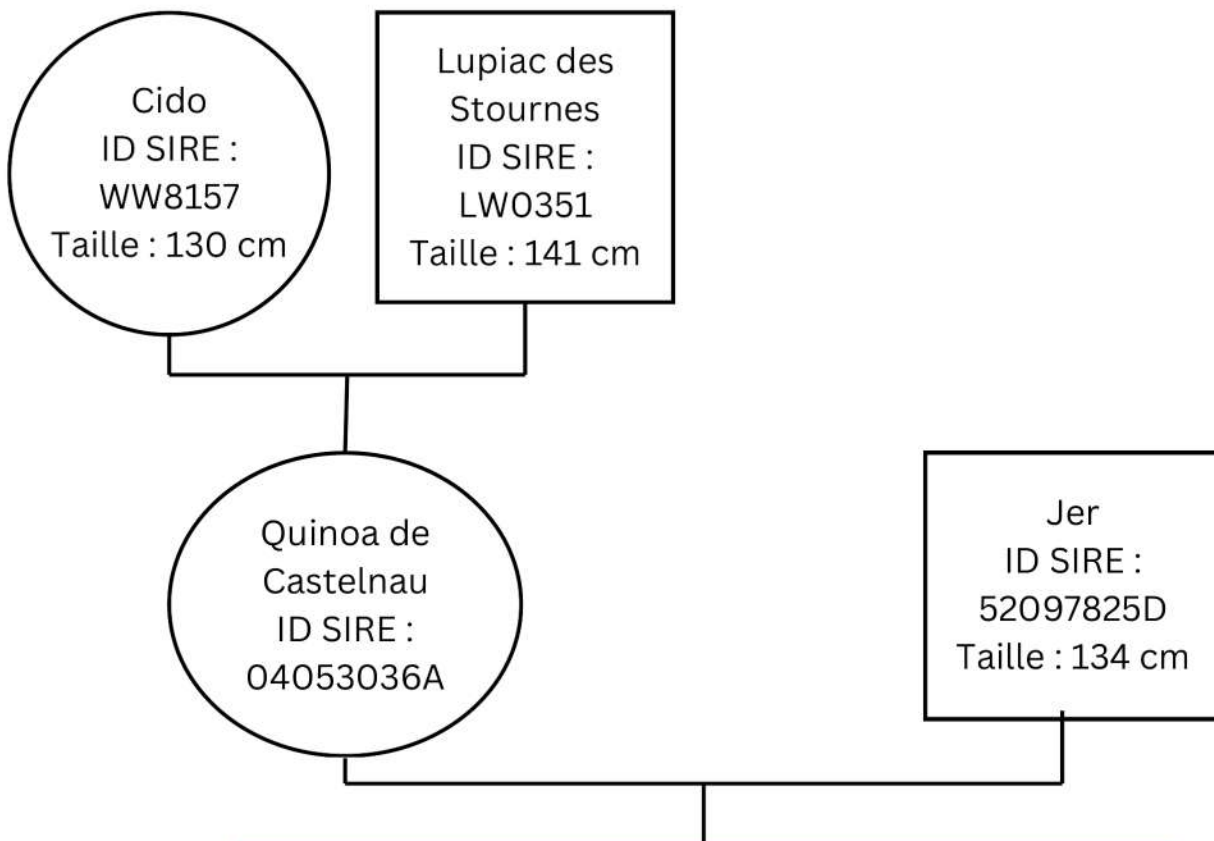 Cido
ID SIRE :
WW8157
Taille : 130 cm
Lupiac des
Stournes
ID SIRE :
LW0351
Taille : 141 cm
Quinoa de
Castelnau
ID SIRE :
04053036A
Jer
ID SIRE :
52097825D
Taille : 134 cm